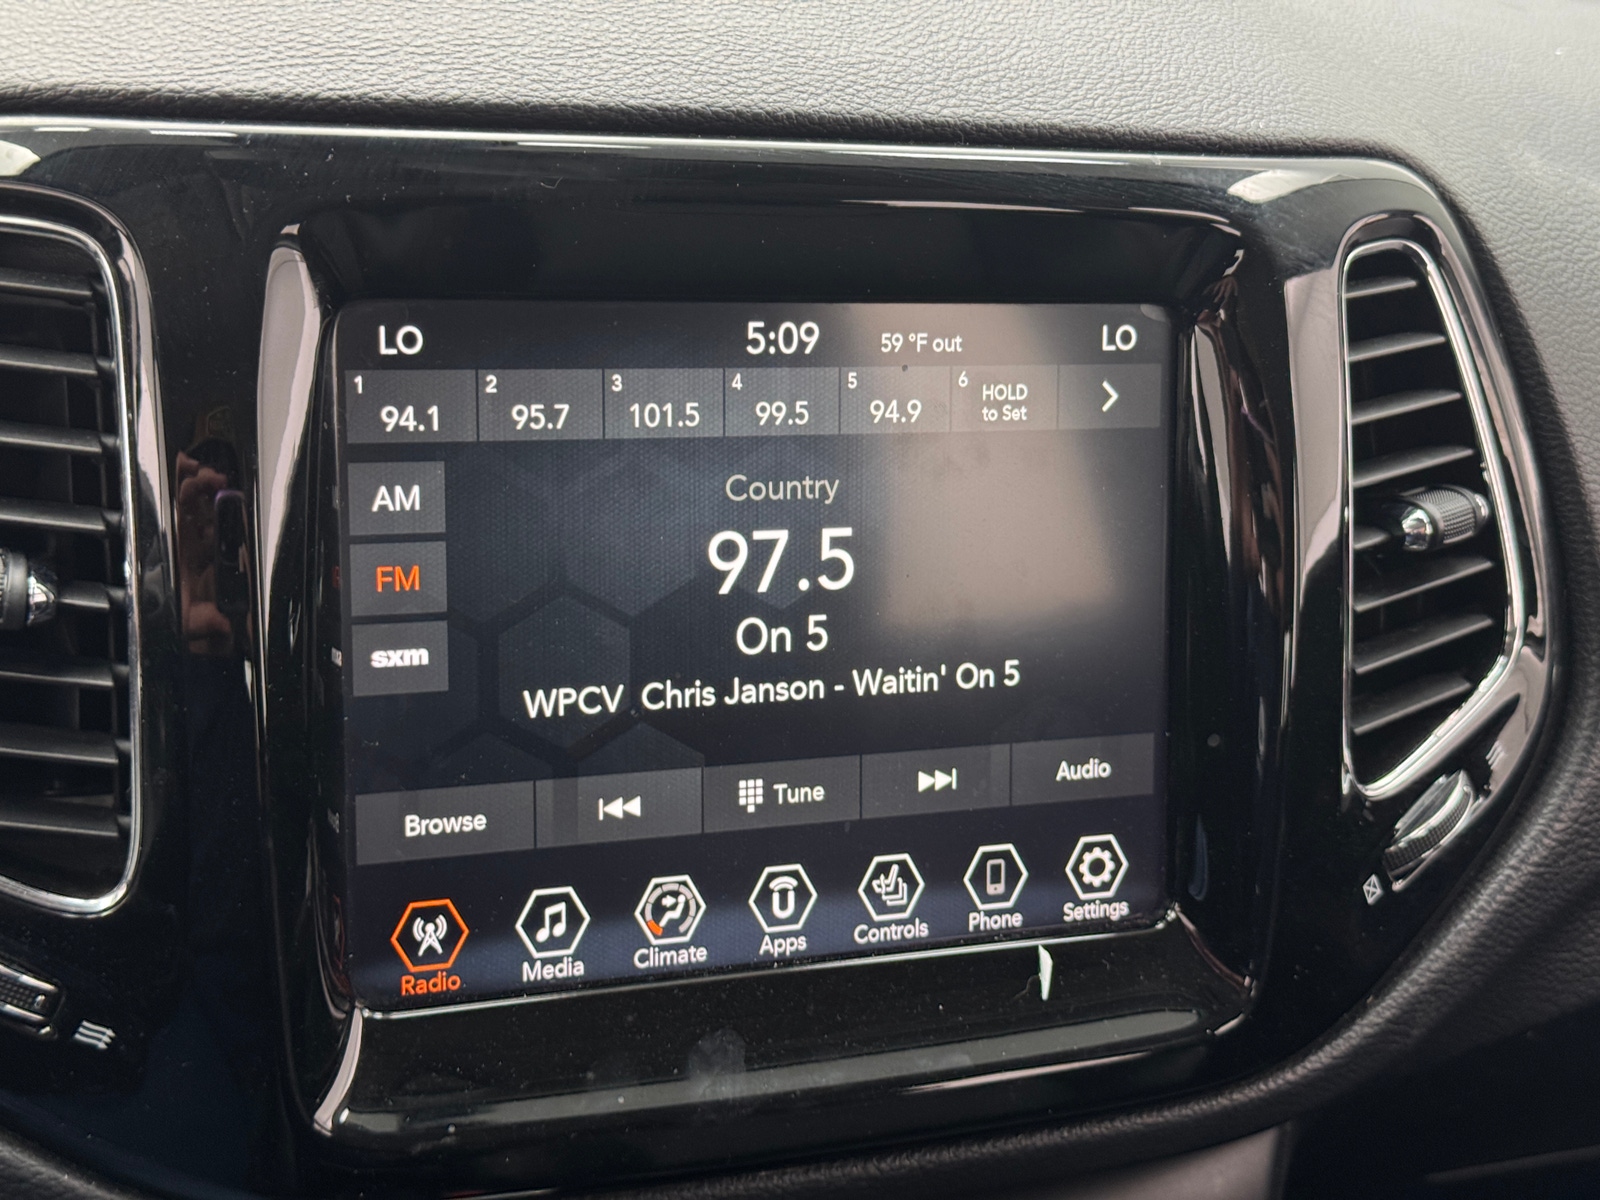 LO 5:09 59 °F out LO
1 94.1 2 95.7 3 101.5 4 99.5 5 94.9 6 HOLD to Set
Country
AM
97.5
FM
On 5
sxm
WPCV Chris Janson - Waitin' On 5
Browse Tune Audio
Radio Media Climate Apps Controls Phone Settings